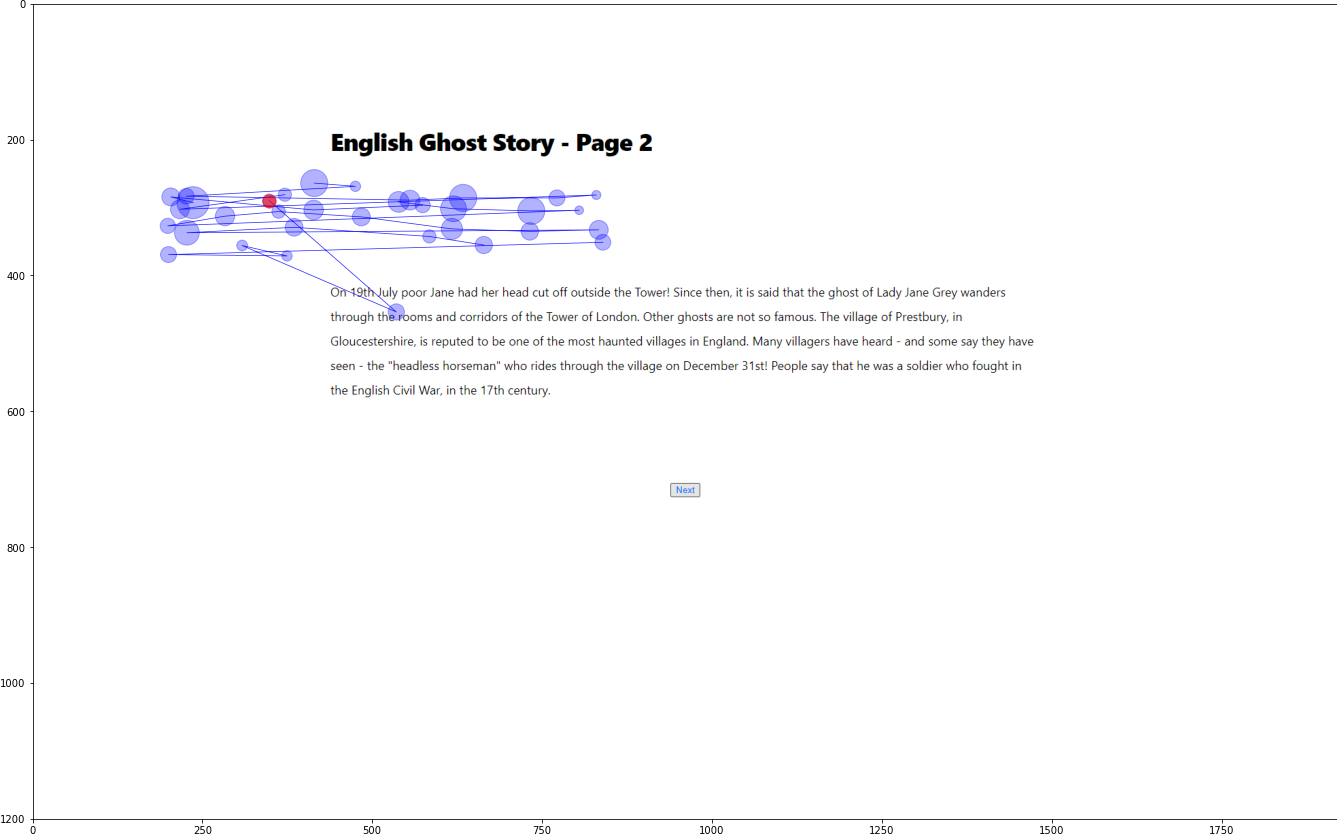 0
English Ghost Story - Page 2
200
400
On 19th July poor Jane had her head cut off outside the Tower! Since then, it is said that the ghost of Lady Jane Grey wanders
through the rooms and corridors of the Tower of London. Other ghosts are not so famous. The village of Prestbury, in
Gloucestershire, is reputed to be one of the most haunted villages in England. Many villagers have heard - and some say they have
seen - the "headless horseman" who rides through the village on December 31st! People say that he was a soldier who fought in
the English Civil War, in the 17th century.
600
Next
800
1000
1200
0 250 500 750 1000 1250 1500 1750